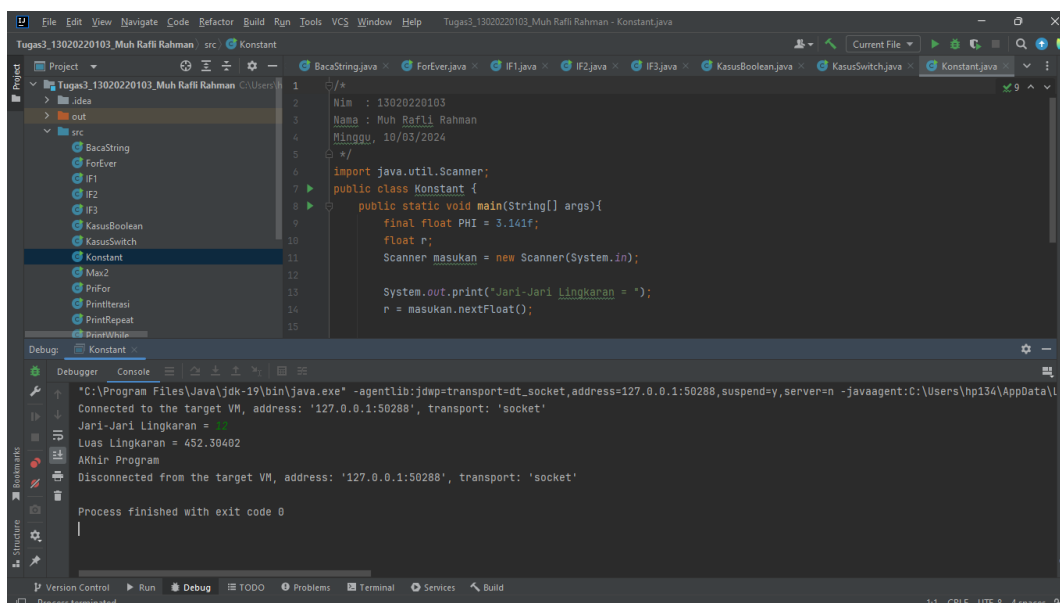 File Edit View Navigate Code Refactor Build Run Tools VCS Window Help Tugas3_13020220103_Muh Rafli Rahman - Konstant.java
Tugas3_13020220103_Muh Rafli Rahman src Konstant Current File
Project BacaString.java ForEver.java IF1.java IF2.java IF3.java KasusBoolean.java KasusSwitch.java Konstant.java
Project
Tugas3_13020220103_Muh Rafli Rahman
.idea
out
src
BacaString
ForEver
IF1
IF2
IF3
KasusBoolean
KasusSwitch
Konstant
Max2
PriFor
PrintIterasi
PrintRepeat
PrintWhile
9
1 /*
2 Nim : 13020220103
3 Nama : Muh Rafli Rahman
4 Minggu, 10/03/2024
5 */
6 import java.util.Scanner;
7 public class Konstant {
8 public static void main(String[] args){
9 final float PHI = 3.141f;
10 float r;
11 Scanner masukan = new Scanner(System.in);
12
13 System.out.print("Jari-Jari Lingkaran = ");
14 r = masukan.nextFloat();
15
Debug: Konstant
Debugger Console
"C:\Program Files\Java\jdk-19\bin\java.exe" -agentlib:jdwp=transport=dt_socket,address=127.0.0.1:50288,suspend=y,server=n -javaagent:C:\Users\hp134\AppData\
Connected to the target VM, address: '127.0.0.1:50288', transport: 'socket'
Jari-Jari Lingkaran = 12
Luas Lingkaran = 452.30402
AKhir Program
Disconnected from the target VM, address: '127.0.0.1:50288', transport: 'socket'
Process finished with exit code 0
Bookmarks
Structure
Version Control Run Debug TODO Problems Terminal Services Build